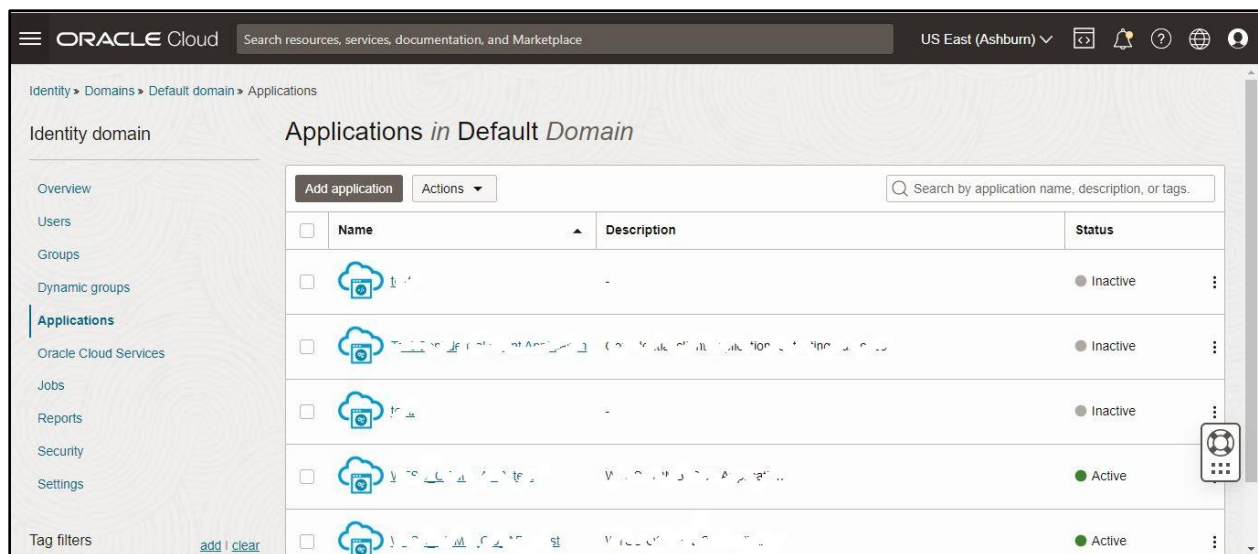 ORACLE Cloud
Search resources, services, documentation, and Marketplace
US East (Ashburn)
Identity » Domains » Default domain » Applications
Identity domain
Overview
Users
Groups
Dynamic groups
Applications
Oracle Cloud Services
Jobs
Reports
Security
Settings
Tag filters
add | clear
Applications in Default Domain
Add application
Actions
Search by application name, description, or tags.
Name Description Status
- Inactive
Inactive
- Inactive
Active
Active